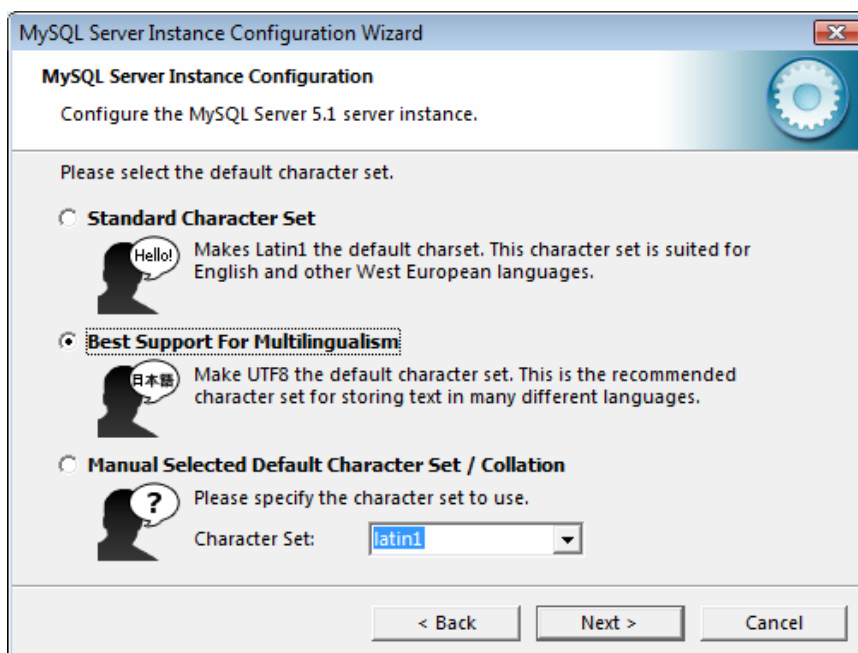 MySQL Server Instance Configuration Wizard
MySQL Server Instance Configuration
Configure the MySQL Server 5.1 server instance.
Please select the default character set.
Standard Character Set
Hello!
Makes Latin1 the default charset. This character set is suited for
English and other West European languages.
Best Support For Multilingualism
日本語
Make UTF8 the default character set. This is the recommended
character set for storing text in many different languages.
Manual Selected Default Character Set / Collation
?
Please specify the character set to use.
Character Set: latin1
< Back Next > Cancel